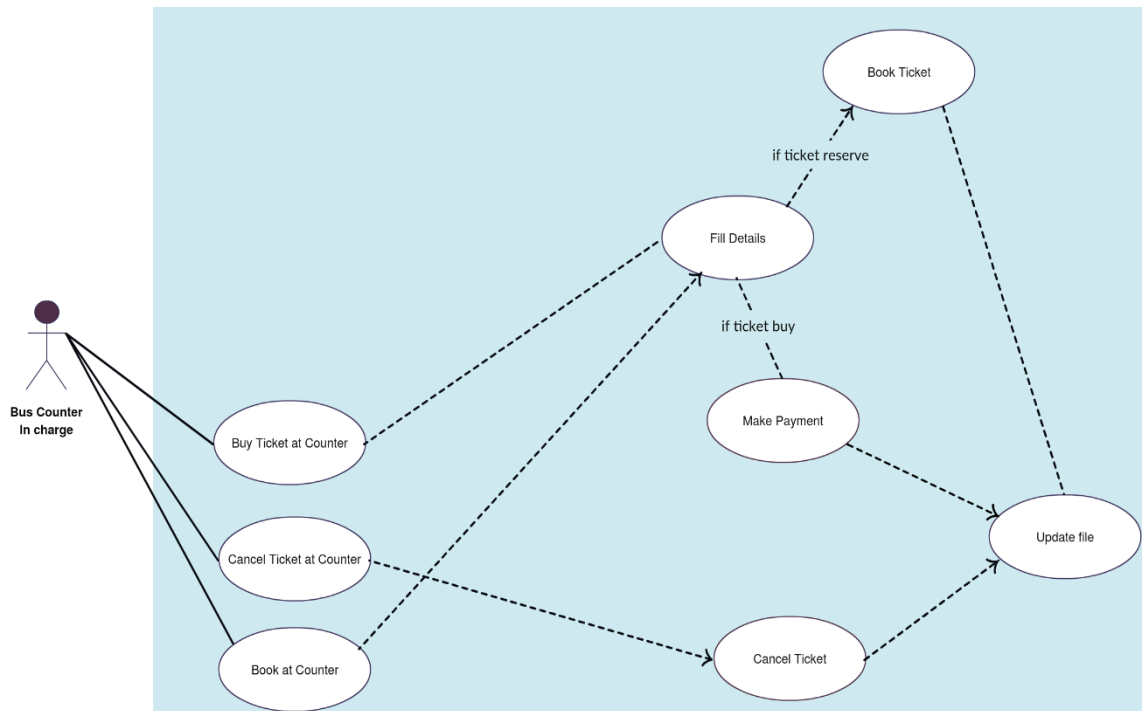 Book Ticket
if ticket reserve
Fill Details
if ticket buy
Bus Counter
In charge
Buy Ticket at Counter
Make Payment
Update file
Cancel Ticket at Counter
Cancel Ticket
Book at Counter